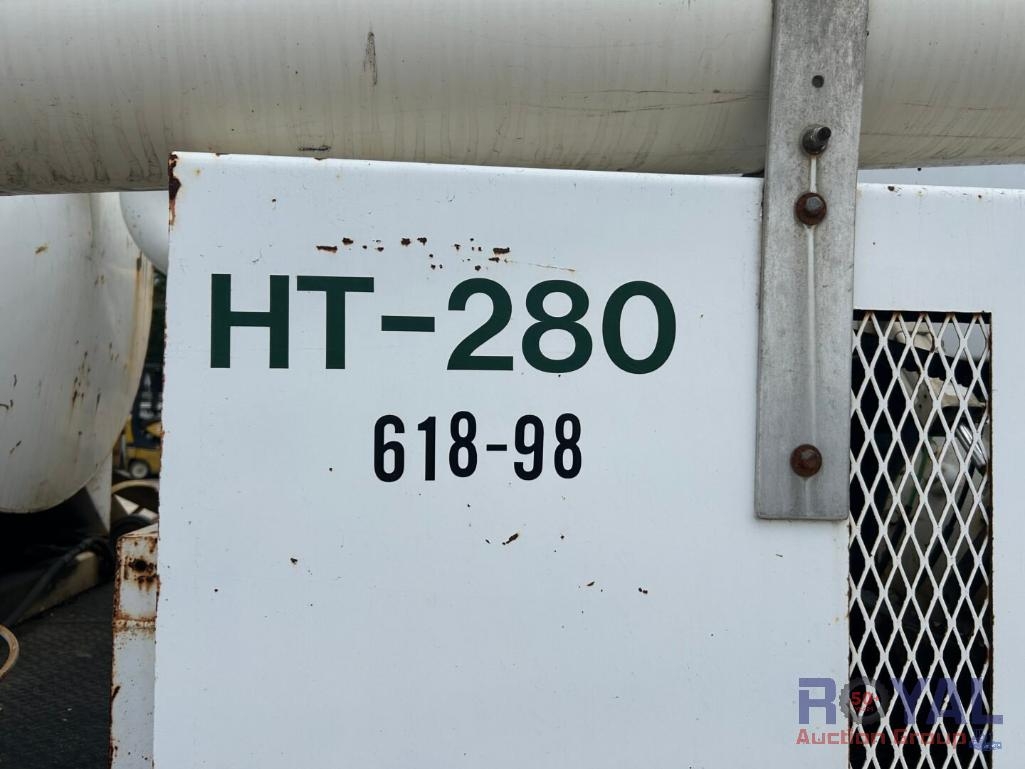 HT-280
618-98
ROYAL
Auction Group